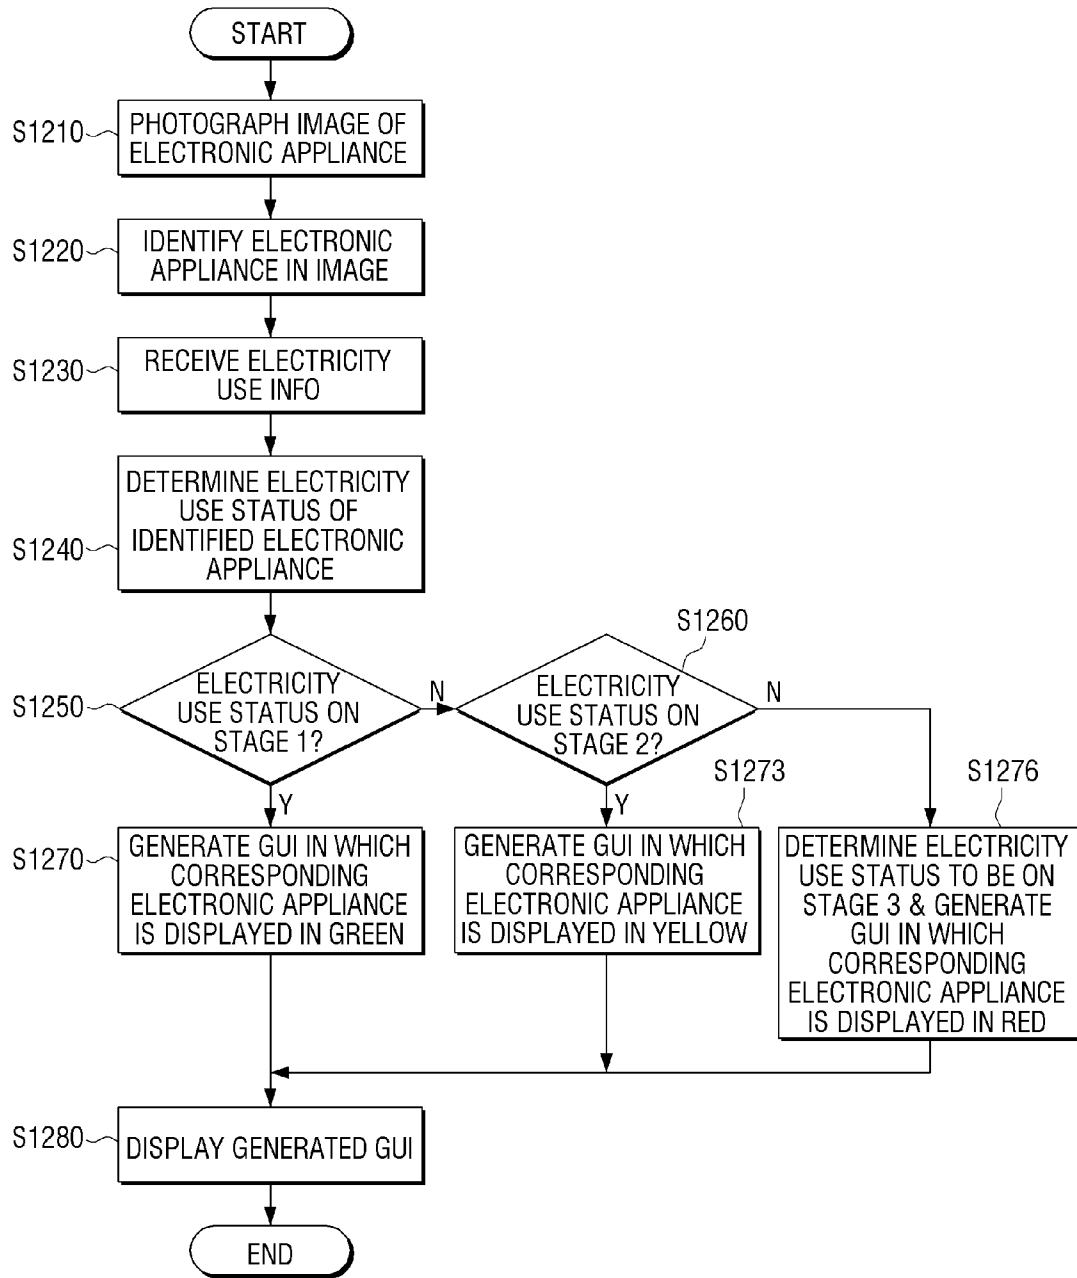 START
S1210
PHOTOGRAPH IMAGE OF
ELECTRONIC APPLIANCE
S1220
IDENTIFY ELECTRONIC
APPLIANCE IN IMAGE
S1230
RECEIVE ELECTRICITY
USE INFO
S1240
DETERMINE ELECTRICITY
USE STATUS OF
IDENTIFIED ELECTRONIC
APPLIANCE
S1250
ELECTRICITY
USE STATUS ON
STAGE 1?
N
Y
S1260
ELECTRICITY
USE STATUS ON
STAGE 2?
N
Y
S1270
GENERATE GUI IN WHICH
CORRESPONDING
ELECTRONIC APPLIANCE
IS DISPLAYED IN GREEN
S1273
GENERATE GUI IN WHICH
CORRESPONDING
ELECTRONIC APPLIANCE
IS DISPLAYED IN YELLOW
S1276
DETERMINE ELECTRICITY
USE STATUS TO BE ON
STAGE 3 & GENERATE
GUI IN WHICH
CORRESPONDING
ELECTRONIC APPLIANCE
IS DISPLAYED IN RED
S1280
DISPLAY GENERATED GUI
END